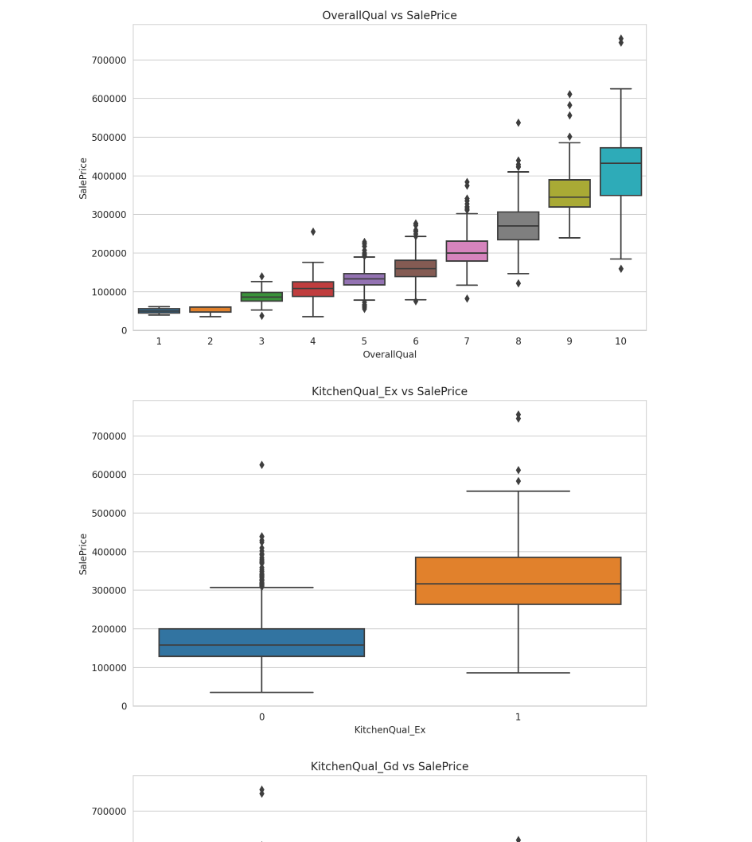 OverallQual vs SalePrice
700000
600000
500000
400000
300000
200000
100000
0
SalePrice
1 2 3 4 5 6 7 8 9 10
OverallQual
KitchenQual_Ex vs SalePrice
700000
600000
500000
400000
300000
200000
100000
0
SalePrice
0 1
KitchenQual_Ex
KitchenQual_Gd vs SalePrice
700000